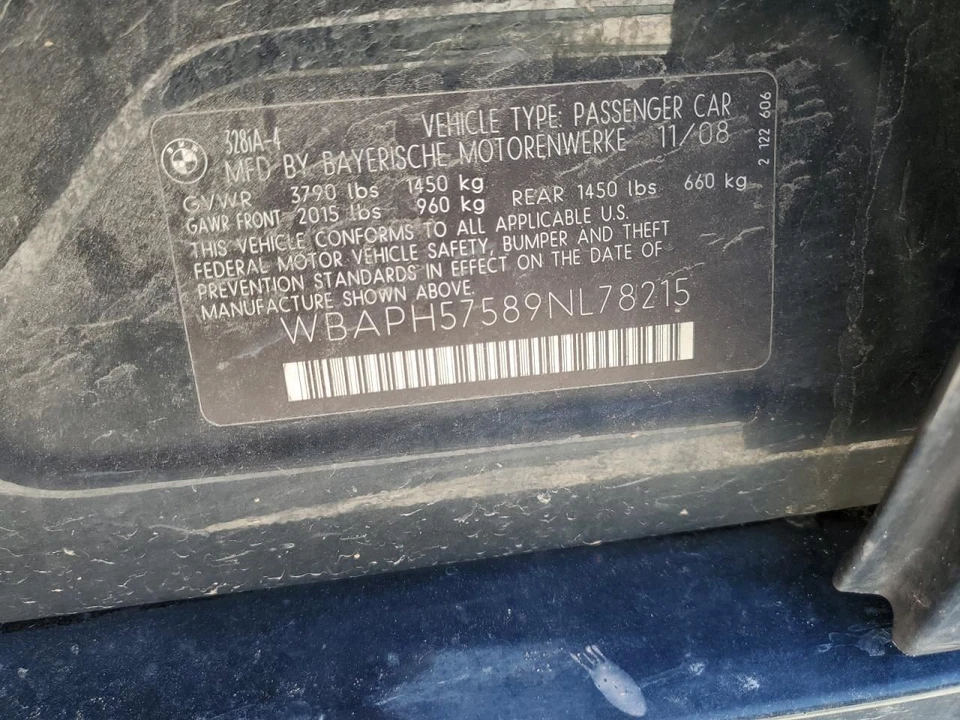 328iA-4 VEHICLE TYPE: PASSENGER CAR
MFD BY BAYERISCHE MOTORENWERKE 11/08
GVWR 3790 lbs 1450 kg
GAWR FRONT 2015 lbs 960 kg REAR 1450 lbs 660 kg
THIS VEHICLE CONFORMS TO ALL APPLICABLE U.S.
FEDERAL MOTOR VEHICLE SAFETY, BUMPER AND THEFT
PREVENTION STANDARDS IN EFFECT ON THE DATE OF
MANUFACTURE SHOWN ABOVE.
WBAPH57589NL78215
2 122 606